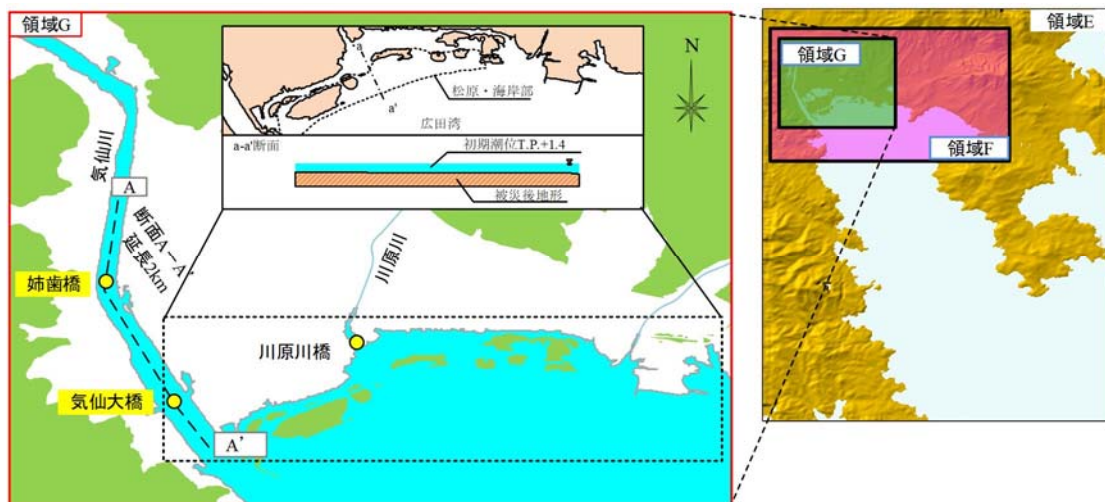 領域G
a
a'
松原・海岸部
広田湾
a-a'断面
初期潮位T.P.+1.4
被災後地形
N
気仙川
A
断面A－A'
延長2km
姉歯橋
川原川
川原川橋
気仙大橋
A’
領域E
領域G
領域F